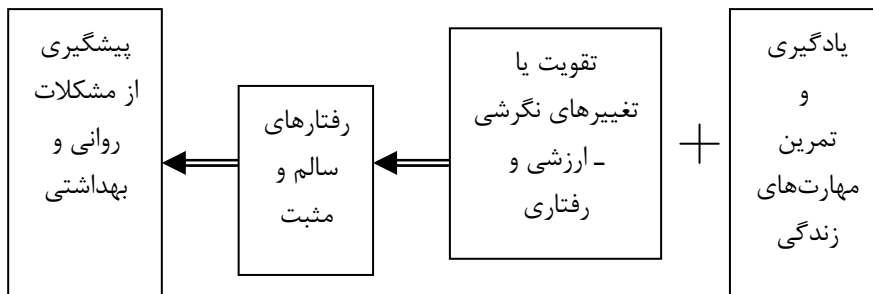 یادگیری
و
تمرین
مهارت‌های
زندگی
+
تقویت یا
تغییرهای نگرشی
ـ ارزشی و
رفتاری
رفتارهای
سالم و
مثبت
پیشگیری
از مشکلات
روانی و
بهداشتی